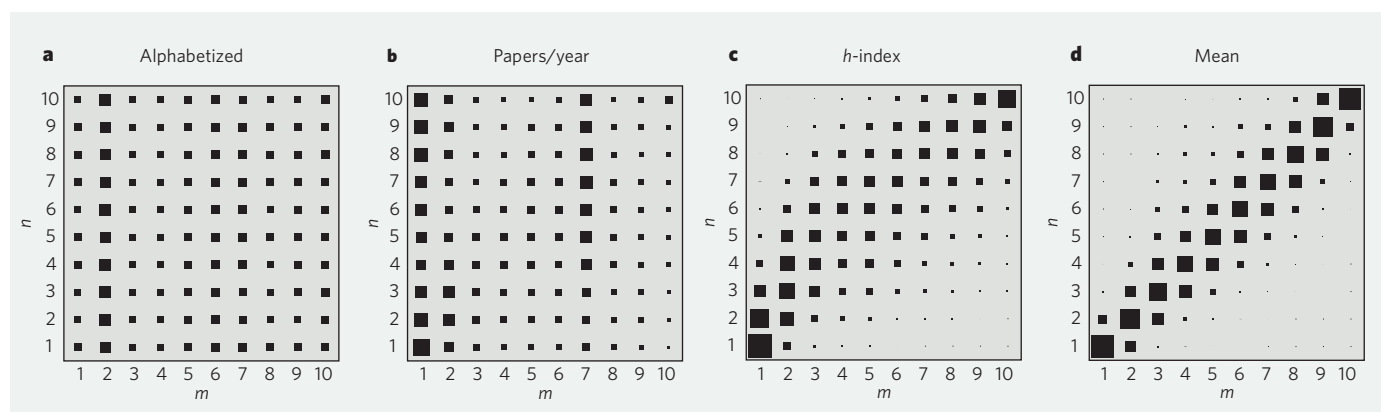 a Alphabetized b Papers/year c h-index d Mean
10 10 10 10
9 9 9 9
8 8 8 8
7 7 7 7
6 6 6 6
5 5 5 5
4 4 4 4
3 3 3 3
2 2 2 2
1 1 1 1
n n n n
1 2 3 4 5 6 7 8 9 10 1 2 3 4 5 6 7 8 9 10 1 2 3 4 5 6 7 8 9 10 1 2 3 4 5 6 7 8 9 10
m m m m